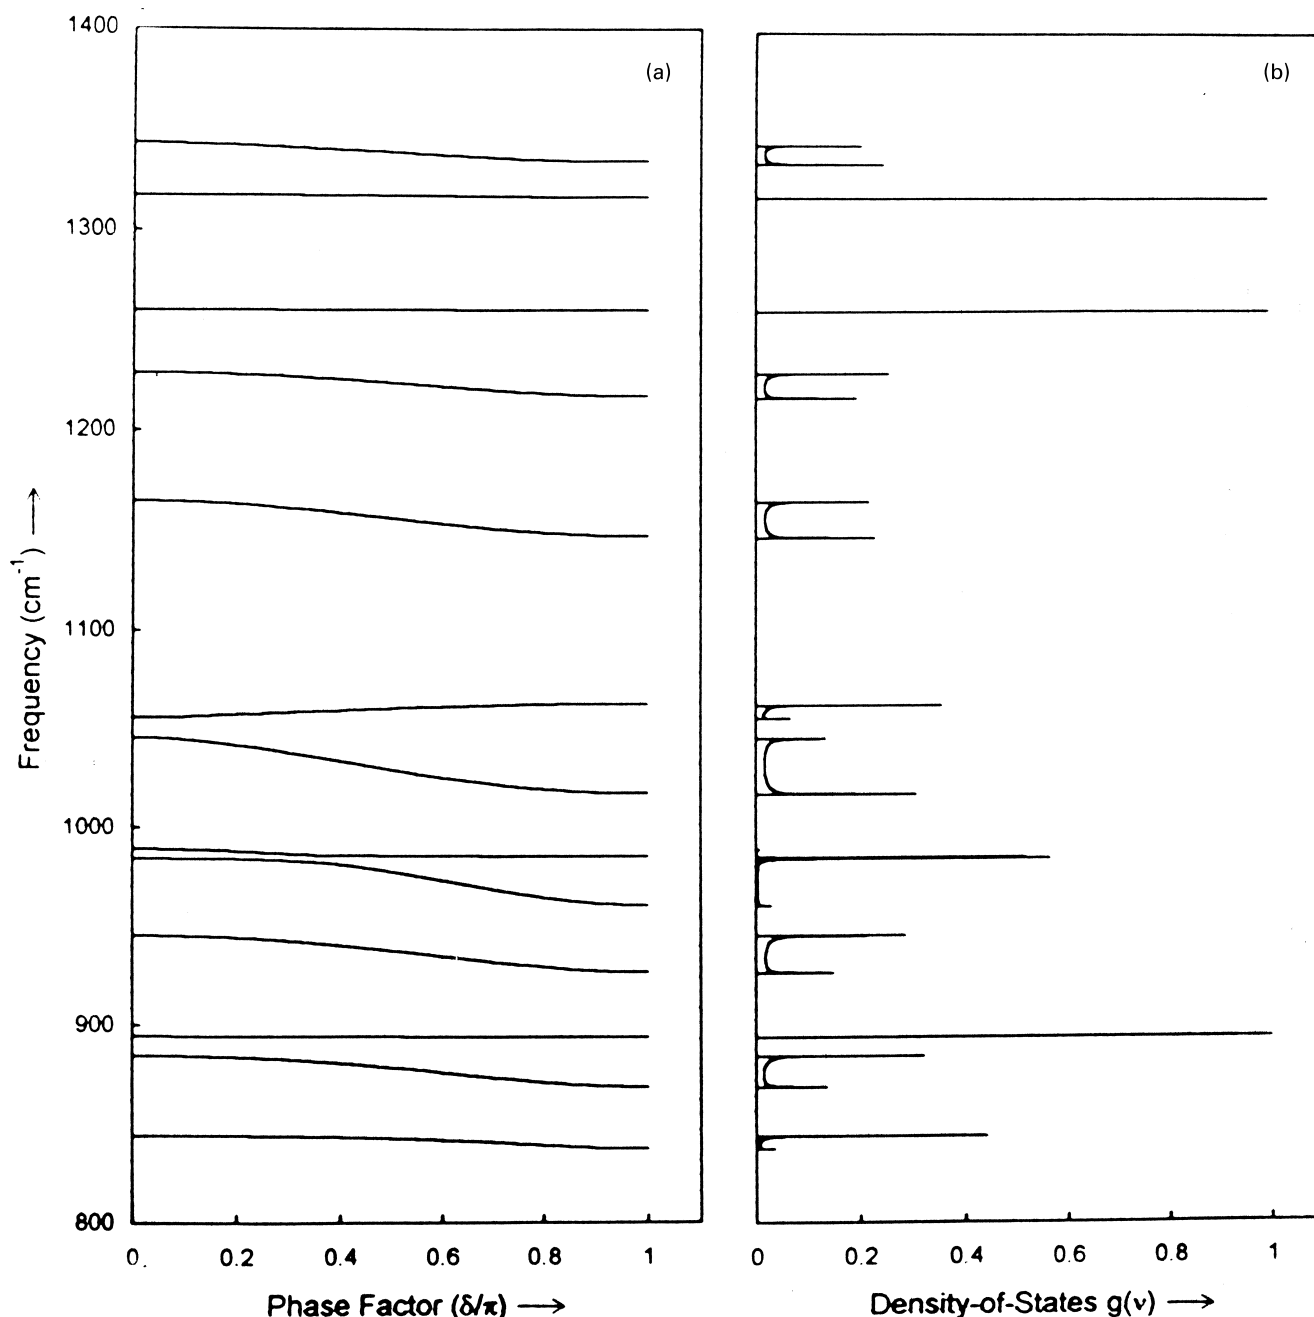 1400
1300
1200
1100
1000
900
800
Frequency (cm⁻¹) ⟶
(a)
0. 0.2 0.4 0.6 0.8 1
Phase Factor (δ/π) ⟶
(b)
0 0.2 0.4 0.6 0.8 1
Density-of-States g(ν) ⟶